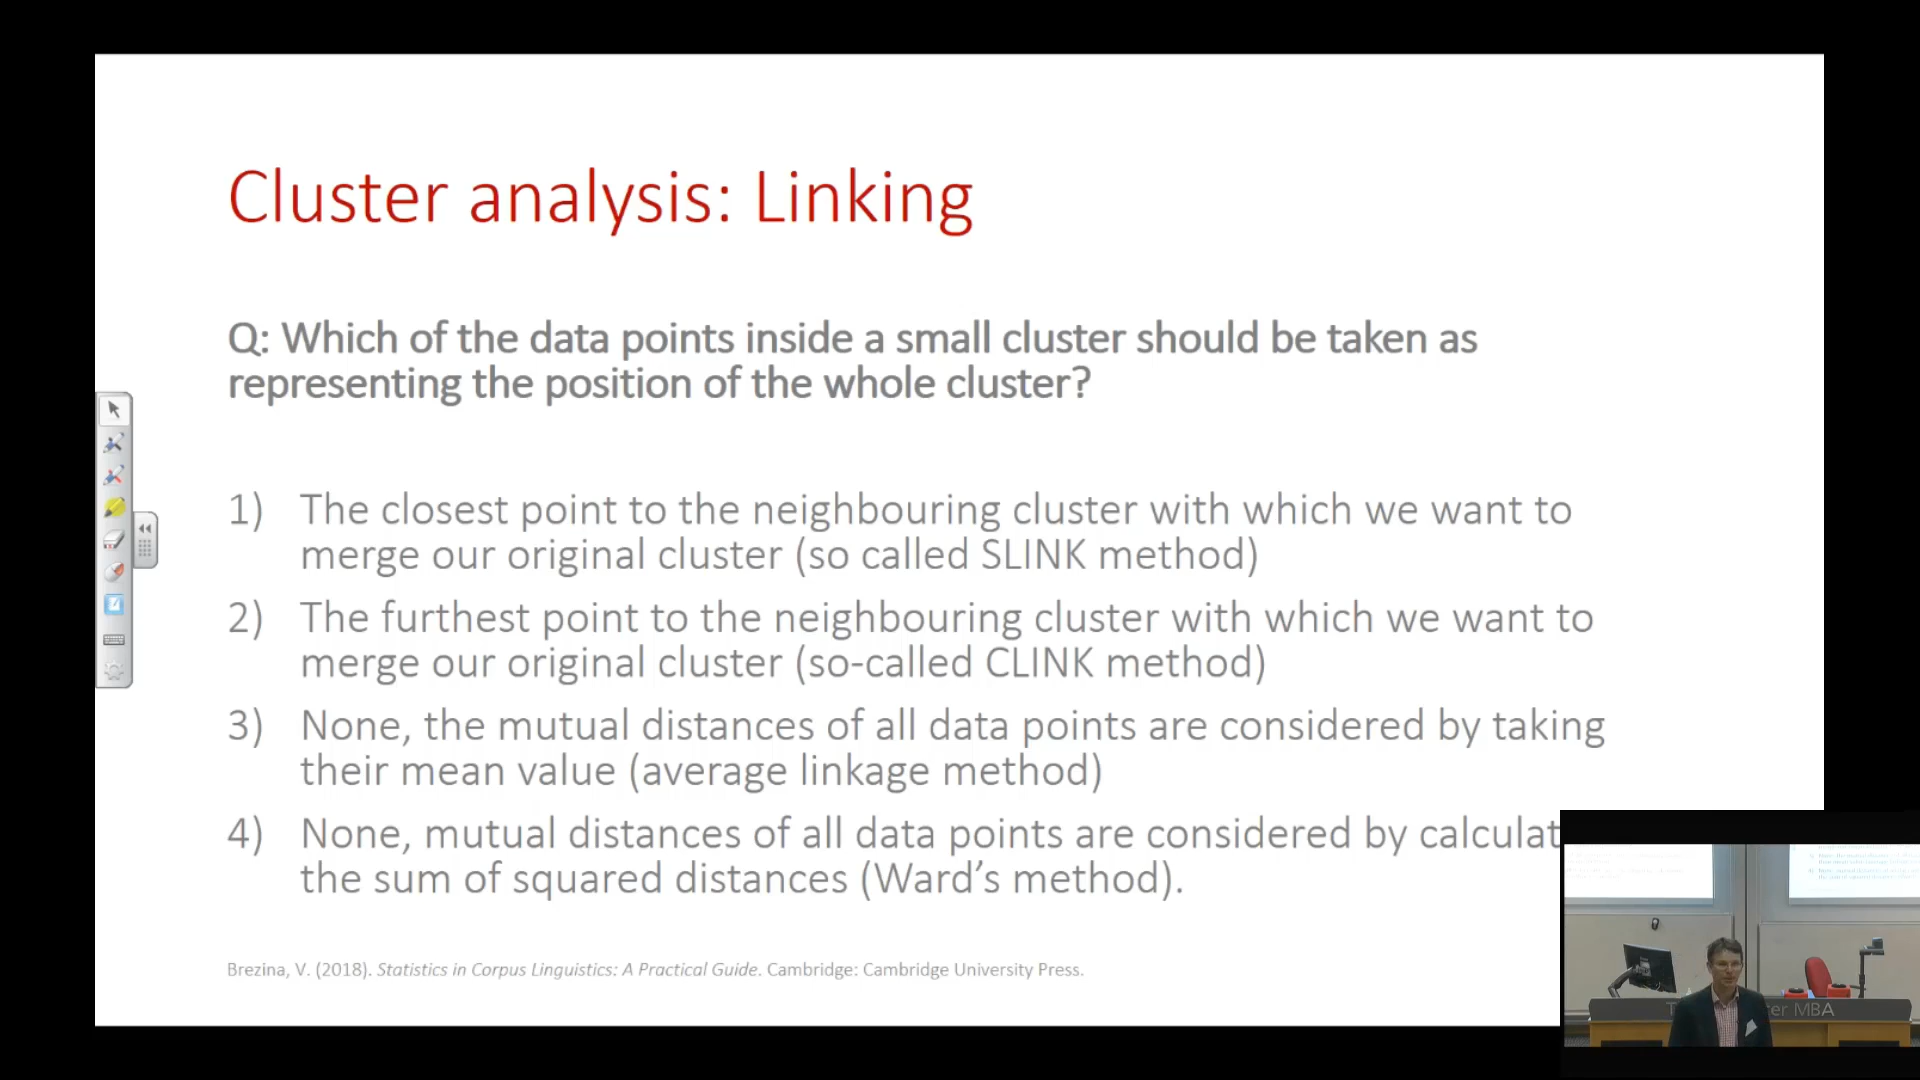 Cluster analysis: Linking
Q: Which of the data points inside a small cluster should be taken as
representing the position of the whole cluster?
1) The closest point to the neighbouring cluster with which we want to
merge our original cluster (so called SLINK method)
2) The furthest point to the neighbouring cluster with which we want to
merge our original cluster (so-called CLINK method)
3) None, the mutual distances of all data points are considered by taking
their mean value (average linkage method)
4) None, mutual distances of all data points are considered by calculat
the sum of squared distances (Ward's method).
Brezina, V. (2018). Statistics in Corpus Linguistics: A Practical Guide. Cambridge: Cambridge University Press.
MBA